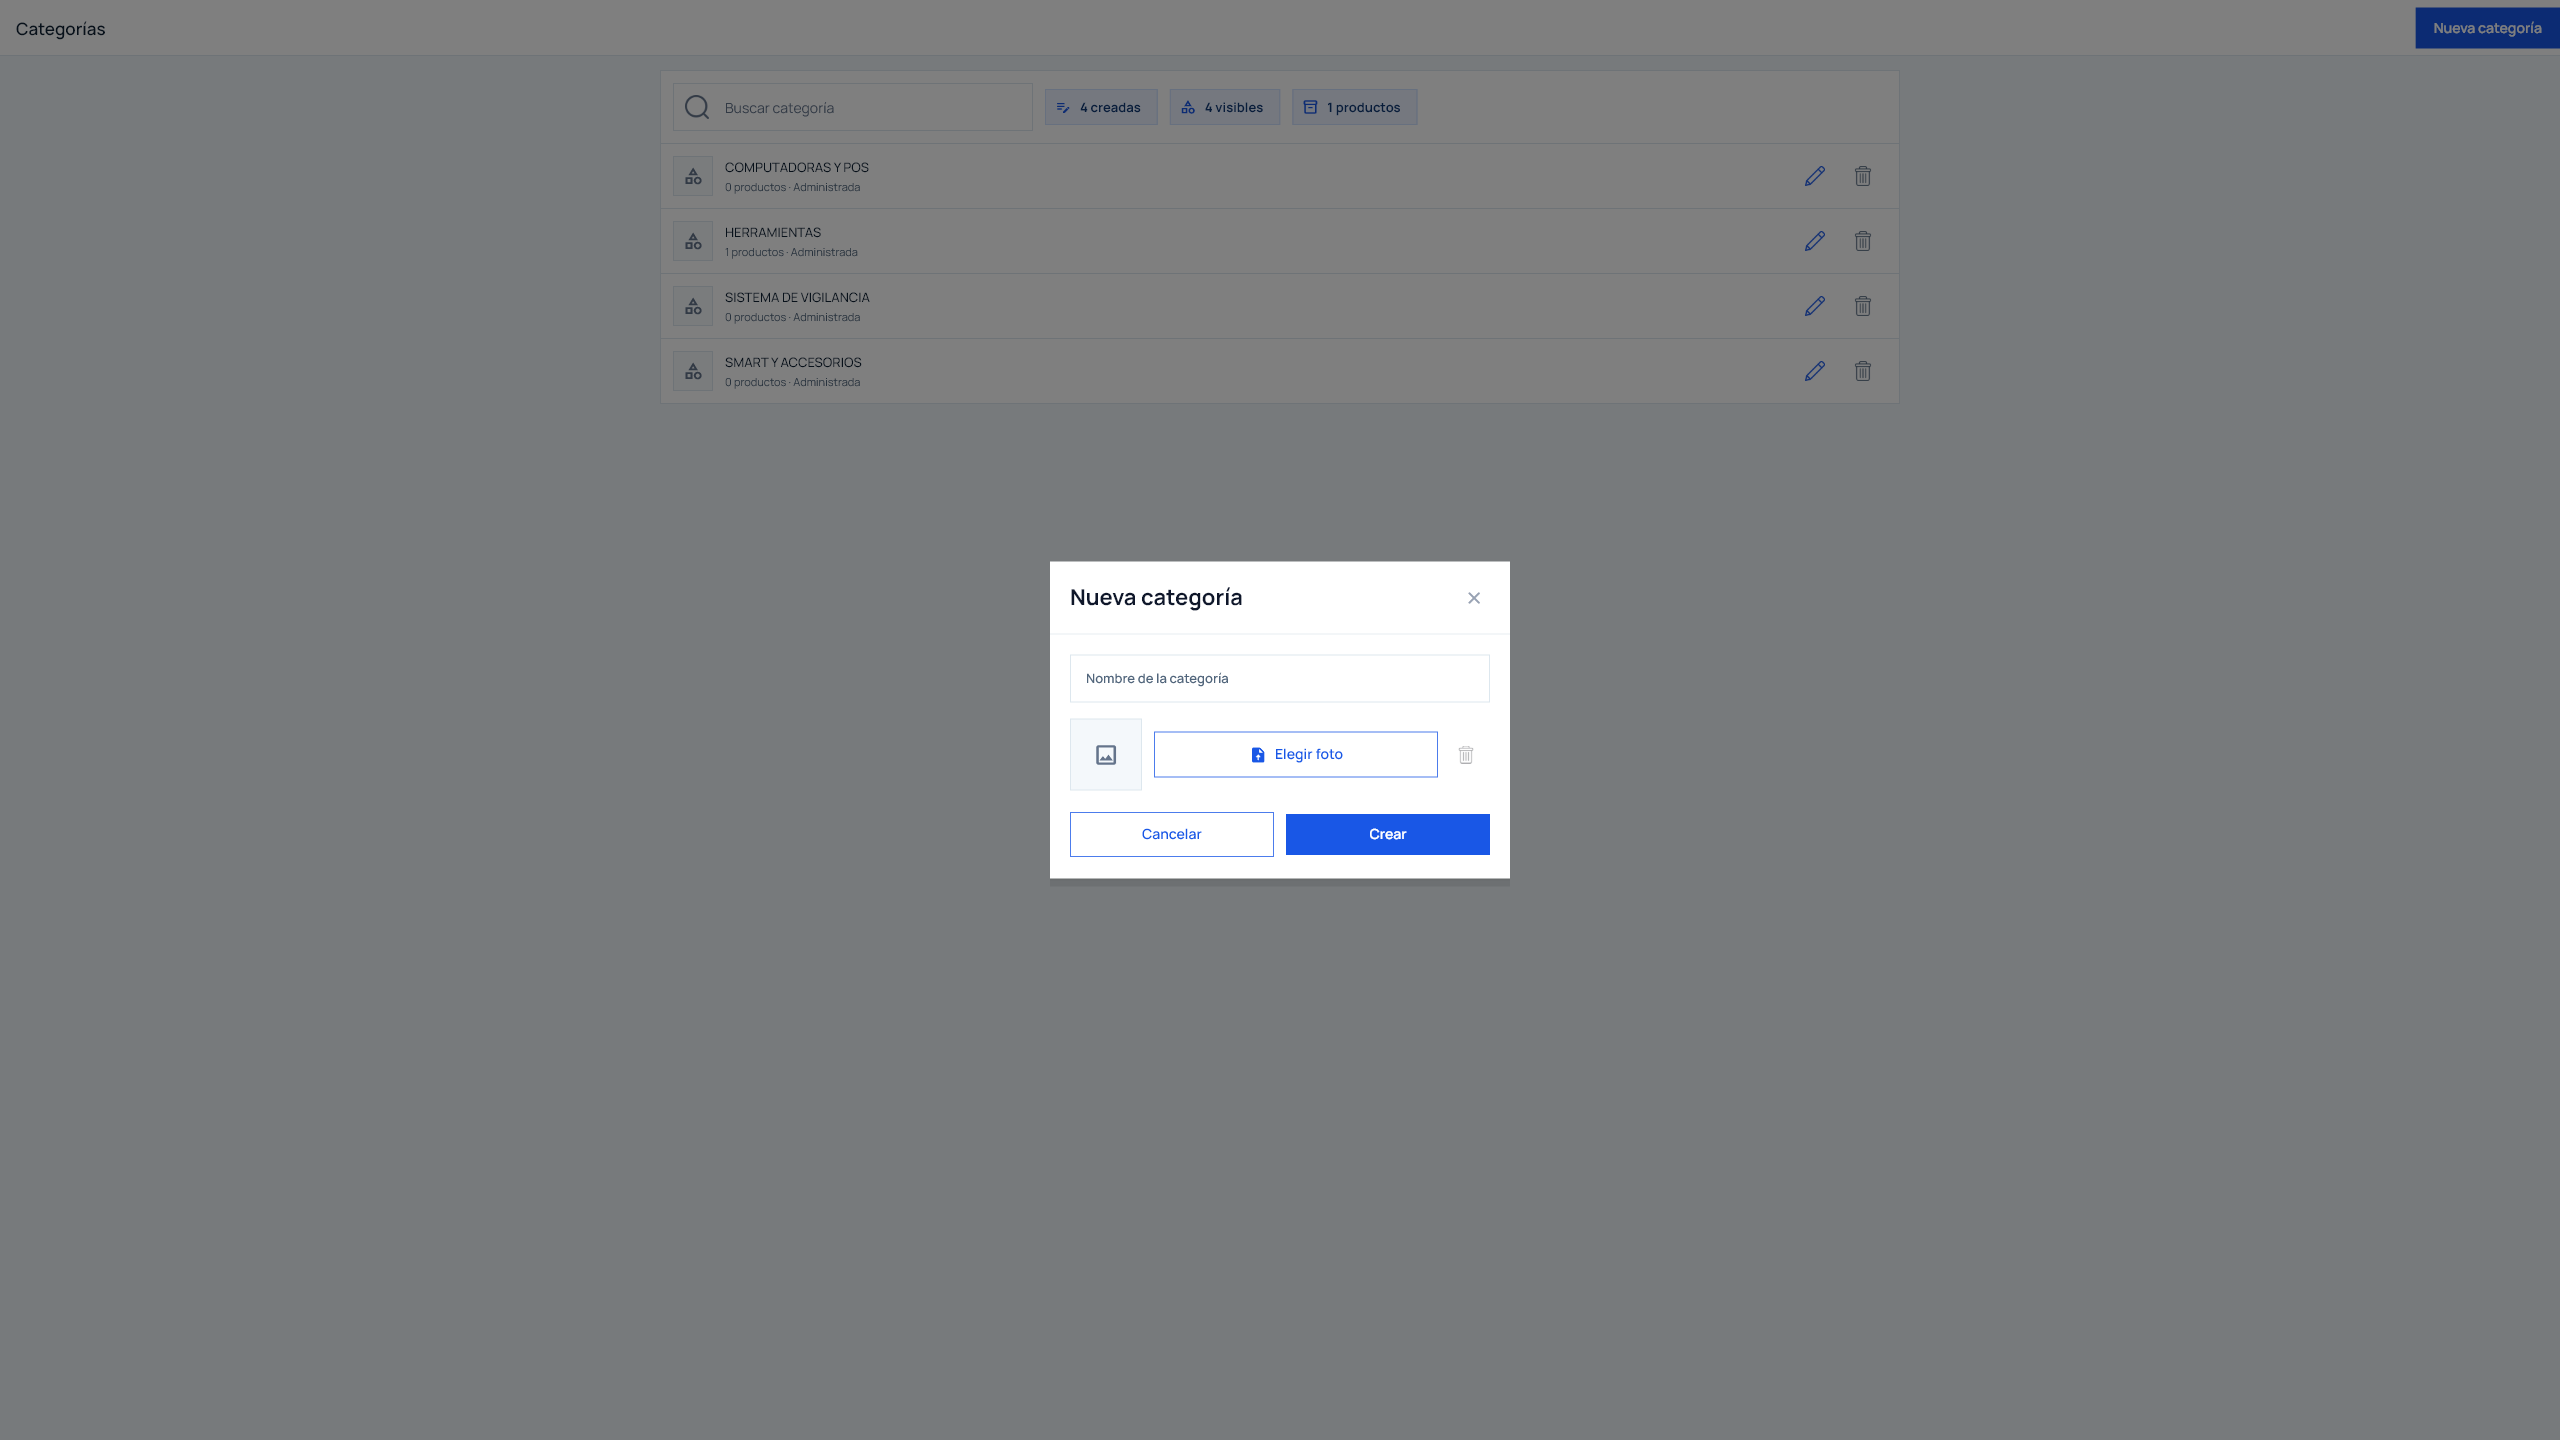 Categorías
Nueva categoría
Buscar categoría
4 creadas
4 visibles
1 productos
COMPUTADORAS Y POS
0 productos · Administrada
HERRAMIENTAS
1 productos · Administrada
SISTEMA DE VIGILANCIA
0 productos · Administrada
SMART Y ACCESORIOS
0 productos · Administrada
Nueva categoría
Nombre de la categoría
Elegir foto
Cancelar
Crear